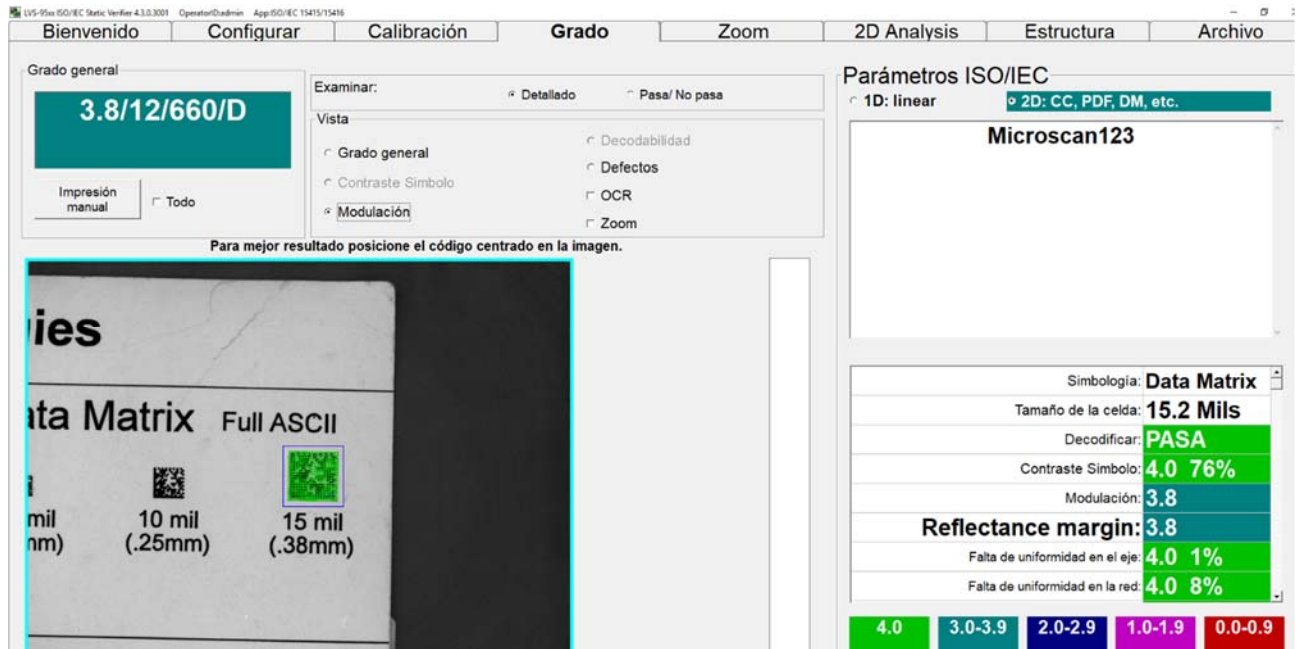 LVS-95xx ISO/IEC Static Verifier 4.3.0.3001 OperatorID:admin App:ISO/IEC 15415/15416
Bienvenido Configurar Calibración Grado Zoom 2D Analysis Estructura Archivo
Grado general
3.8/12/660/D
Impresión
manual
Todo
Examinar:
Detallado
Pasa/ No pasa
Vista
Grado general
Contraste Simbolo
Modulación
Decodabilidad
Defectos
OCR
Zoom
Para mejor resultado posicione el código centrado en la imagen.
ies
ata Matrix Full ASCII
mil 10 mil 15 mil
mm) (.25mm) (.38mm)
Parámetros ISO/IEC
1D: linear
2D: CC, PDF, DM, etc.
Microscan123
Simbología: Data Matrix
Tamaño de la celda: 15.2 Mils
Decodificar: PASA
Contraste Simbolo: 4.0 76%
Modulación: 3.8
Reflectance margin: 3.8
Falta de uniformidad en el eje: 4.0 1%
Falta de uniformidad en la red: 4.0 8%
4.0 3.0-3.9 2.0-2.9 1.0-1.9 0.0-0.9